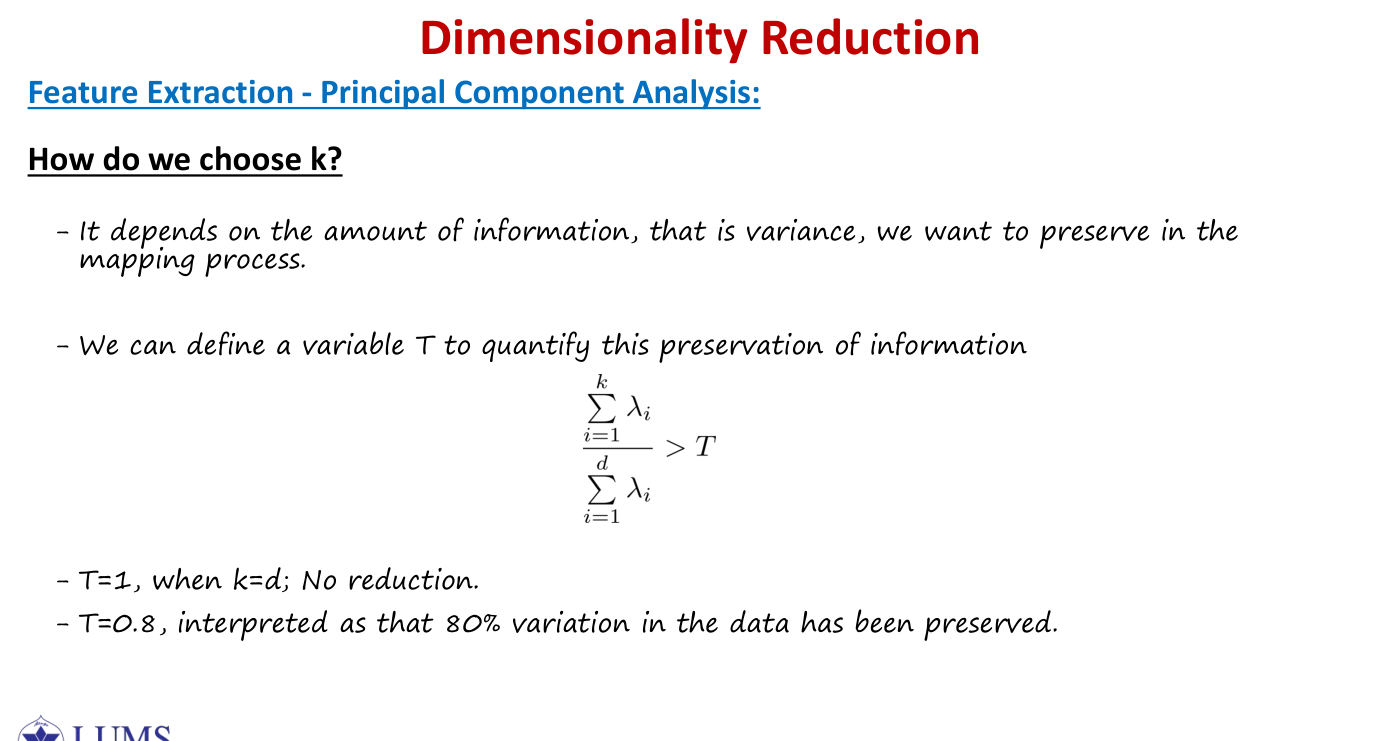 Dimensionality Reduction
Feature Extraction - Principal Component Analysis:
How do we choose k?
- It depends on the amount of information, that is variance, we want to preserve in the
mapping process.
- We can define a variable T to quantify this preservation of information
k
∑ λᵢ
i=1
> T
d
∑ λᵢ
i=1
- T=1, when k=d; No reduction.
- T=0.8, interpreted as that 80% variation in the data has been preserved.
LUMS